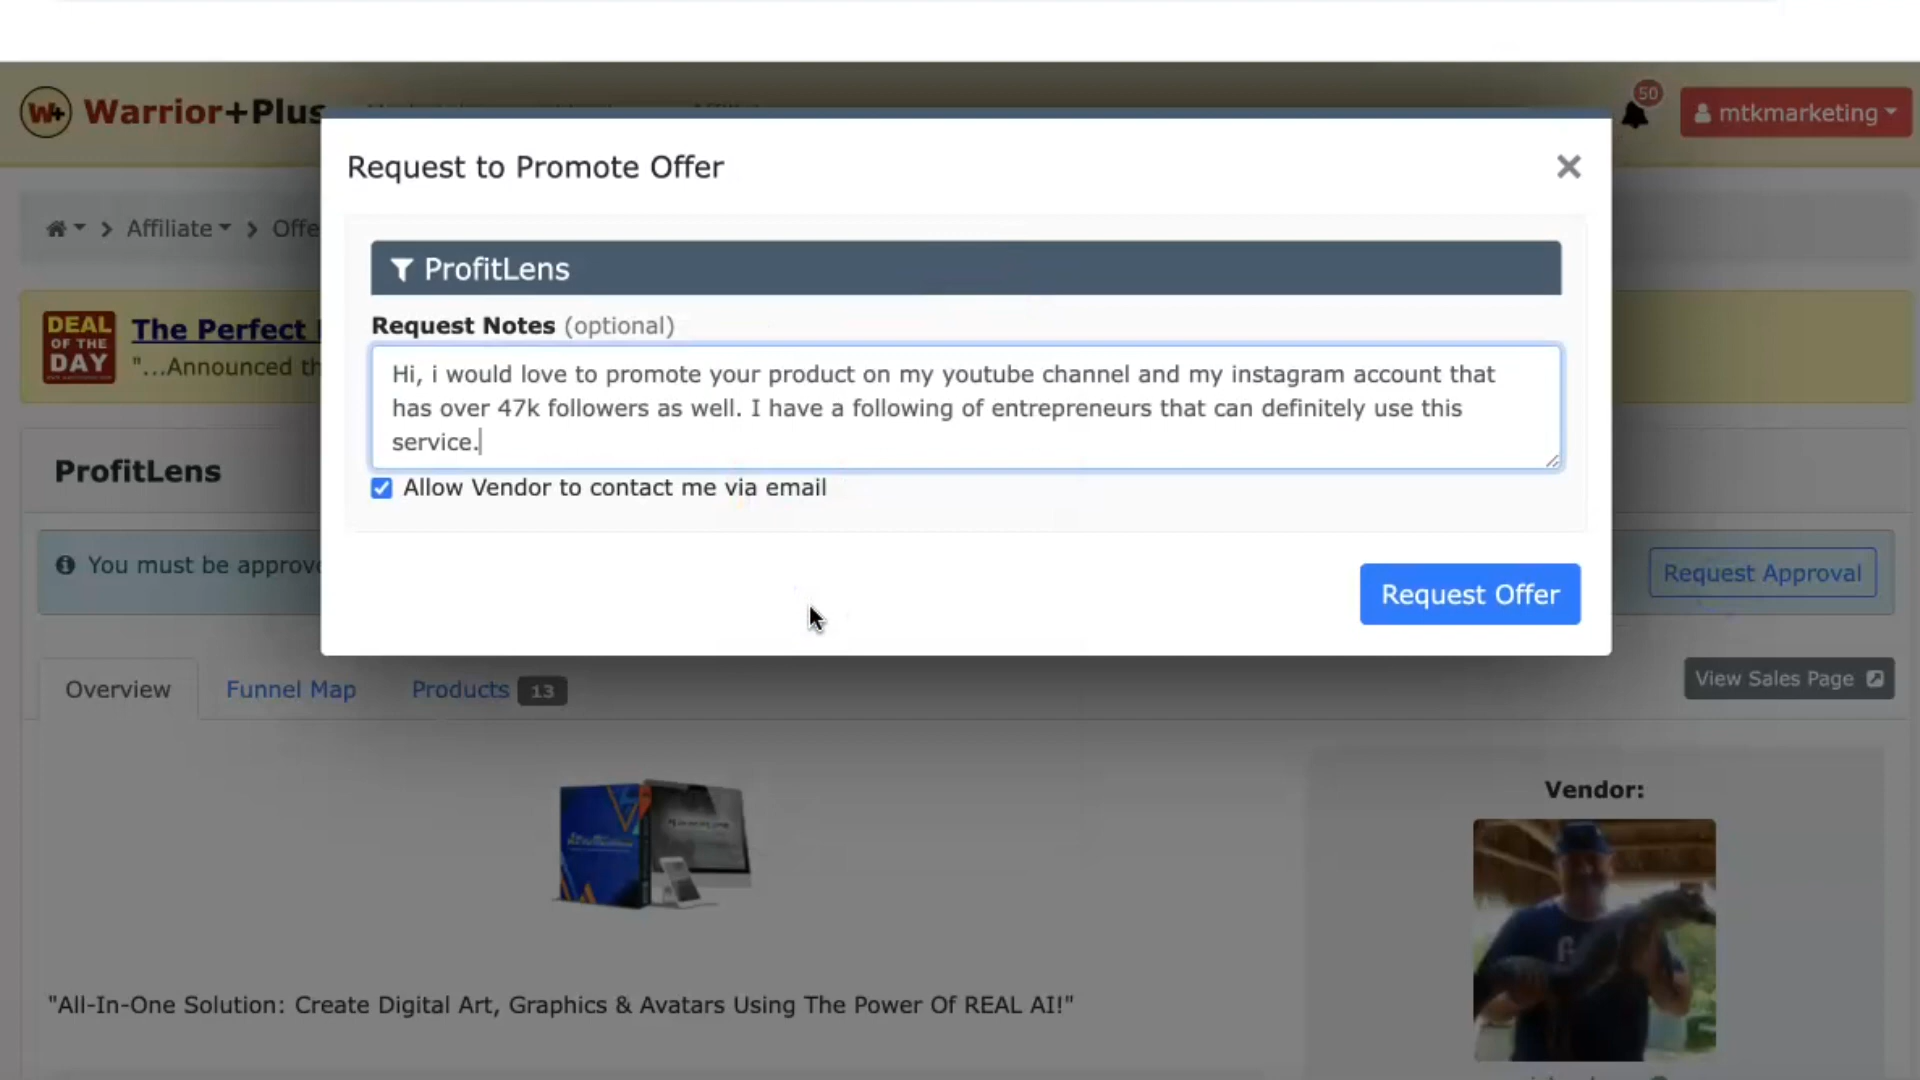 W+ Warrior+Plus
50
mtkmarketing
Request to Promote Offer
Affiliate
Offe
ProfitLens
Request Notes (optional)
Hi, i would love to promote your product on my youtube channel and my instagram account that
has over 47k followers as well. I have a following of entrepreneurs that can definitely use this
service.
Allow Vendor to contact me via email
Request Offer
DEAL
OF THE
DAY
The Perfect
"...Announced th
ProfitLens
You must be approv
Request Approval
Overview
Funnel Map
Products 13
View Sales Page
Vendor:
"All-In-One Solution: Create Digital Art, Graphics & Avatars Using The Power Of REAL AI!"